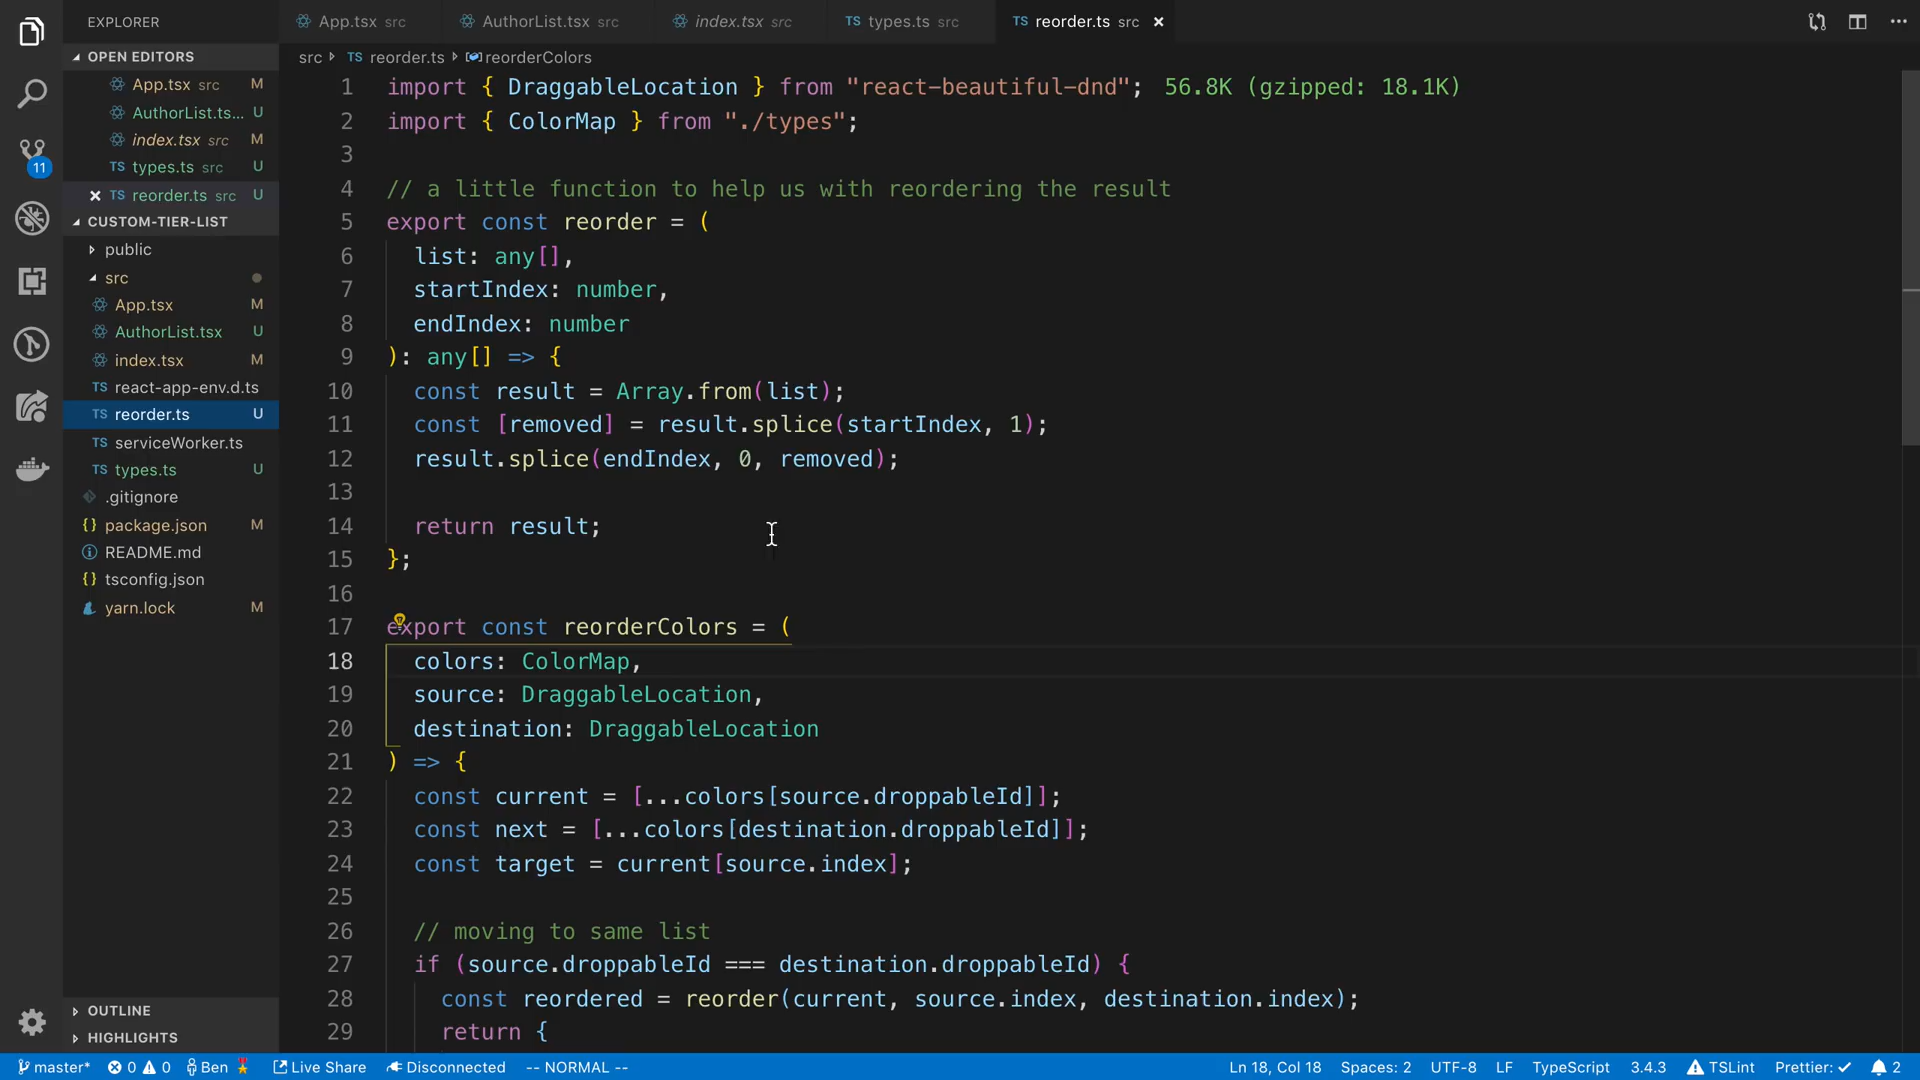 EXPLORER
OPEN EDITORS
App.tsx src M
AuthorList.ts... U
index.tsx src M
types.ts src U
reorder.ts src U
CUSTOM-TIER-LIST
public
src
App.tsx M
AuthorList.tsx U
index.tsx M
react-app-env.d.ts
reorder.ts U
serviceWorker.ts
types.ts U
.gitignore
package.json M
README.md
tsconfig.json
yarn.lock M
OUTLINE
HIGHLIGHTS
11
App.tsx src
AuthorList.tsx src
index.tsx src
TS types.ts src
TS reorder.ts src
src TS reorder.ts reorderColors
1 import { DraggableLocation } from "react-beautiful-dnd"; 56.8K (gzipped: 18.1K)
2 import { ColorMap } from "./types";
3
4 // a little function to help us with reordering the result
5 export const reorder = (
6 list: any[],
7 startIndex: number,
8 endIndex: number
9 ): any[] => {
10 const result = Array.from(list);
11 const [removed] = result.splice(startIndex, 1);
12 result.splice(endIndex, 0, removed);
13
14 return result;
15 };
16
17 export const reorderColors = (
18 colors: ColorMap,
19 source: DraggableLocation,
20 destination: DraggableLocation
21 ) => {
22 const current = [...colors[source.droppableId]];
23 const next = [...colors[destination.droppableId]];
24 const target = current[source.index];
25
26 // moving to same list
27 if (source.droppableId === destination.droppableId) {
28 const reordered = reorder(current, source.index, destination.index);
29 return {
master* 0 0 Ben Live Share Disconnected -- NORMAL -- Ln 18, Col 18 Spaces: 2 UTF-8 LF TypeScript 3.4.3 TSLint Prettier: ✓ 2